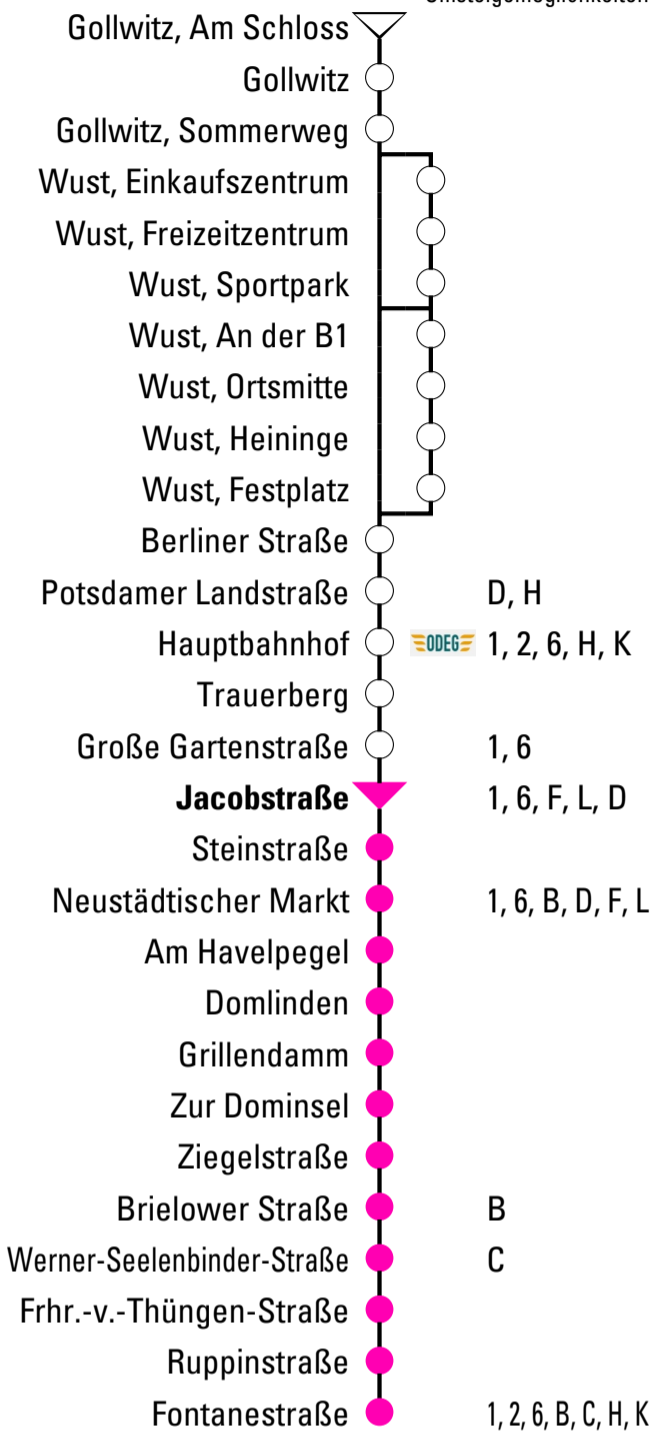 Umsteigemöglichkeiten
Gollwitz, Am Schloss
Gollwitz
Gollwitz, Sommerweg
Wust, Einkaufszentrum
Wust, Freizeitzentrum
Wust, Sportpark
Wust, An der B1
Wust, Ortsmitte
Wust, Heininge
Wust, Festplatz
Berliner Straße
Potsdamer Landstraße D, H
Hauptbahnhof ODEG 1, 2, 6, H, K
Trauerberg
Große Gartenstraße 1, 6
Jacobstraße 1, 6, F, L, D
Steinstraße
Neustädtischer Markt 1, 6, B, D, F, L
Am Havelpegel
Domlinden
Grillendamm
Zur Dominsel
Ziegelstraße
Brielower Straße B
Werner-Seelenbinder-Straße C
Frhr.-v.-Thüngen-Straße
Ruppinstraße
Fontanestraße 1, 2, 6, B, C, H, K